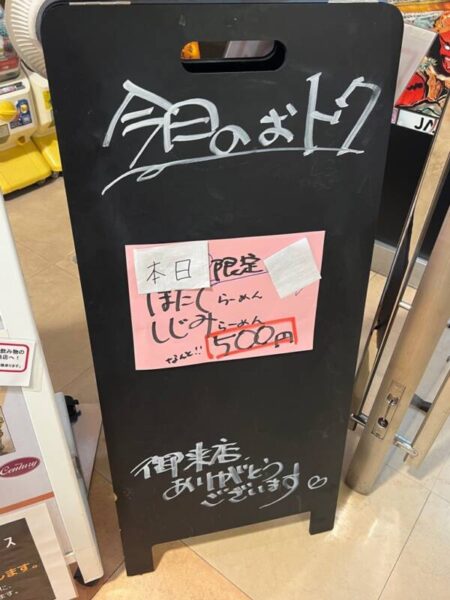 今日のおトク
本日 限定
ほたてらーめん
しじみらーめん
なんと!! 500円
御来店
ありがとう
ございます
Century